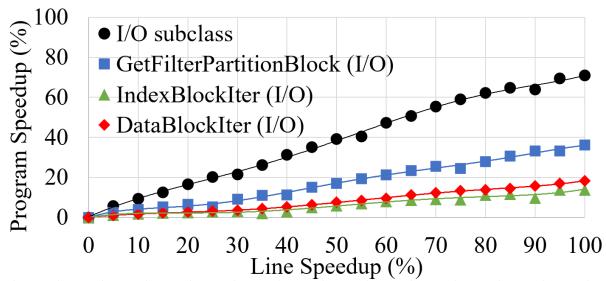 Program Speedup (%)
100
80
60
40
20
0
I/O subclass
GetFilterPartitionBlock (I/O)
IndexBlockIter (I/O)
DataBlockIter (I/O)
0 10 20 30 40 50 60 70 80 90 100
Line Speedup (%)